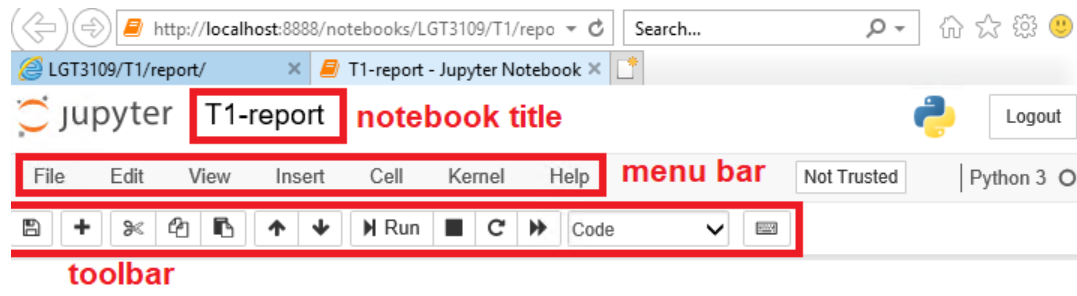 http://localhost:8888/notebooks/LGT3109/T1/repo Search...
LGT3109/T1/report/ T1-report - Jupyter Notebook
jupyter T1-report notebook title Logout
File Edit View Insert Cell Kernel Help menu bar Not Trusted Python 3
Run Code
toolbar